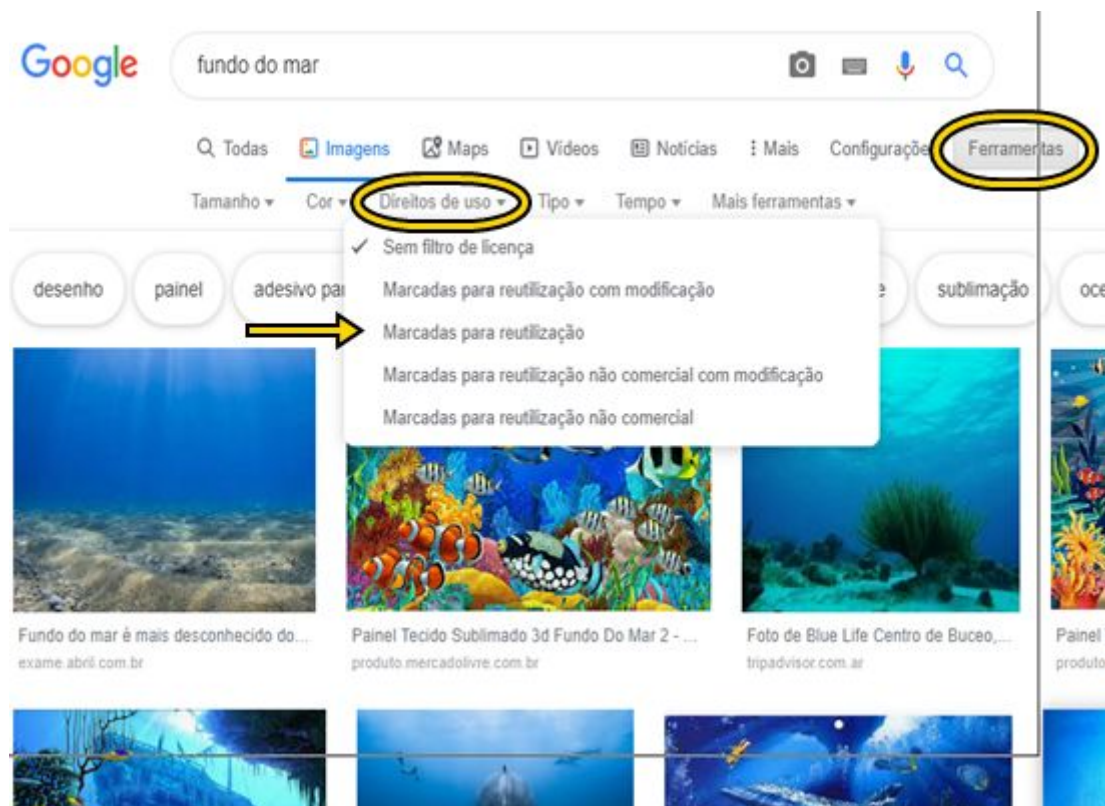 Google
fundo do mar
Todas Imagens Maps Vídeos Notícias Mais Configurações Ferramentas
Tamanho Cor Direitos de uso Tipo Tempo Mais ferramentas
Sem filtro de licença
Marcadas para reutilização com modificação
desenho painel adesivo par sublimação oce
Marcadas para reutilização
Marcadas para reutilização não comercial com modificação
Marcadas para reutilização não comercial
Fundo do mar é mais desconhecido do... Painel Tecido Sublimado 3d Fundo Do Mar 2 - ... Foto de Blue Life Centro de Buceo,... Painel
exame.abril.com.br produto.mercadolivre.com.br tripadvisor.com.ar produto